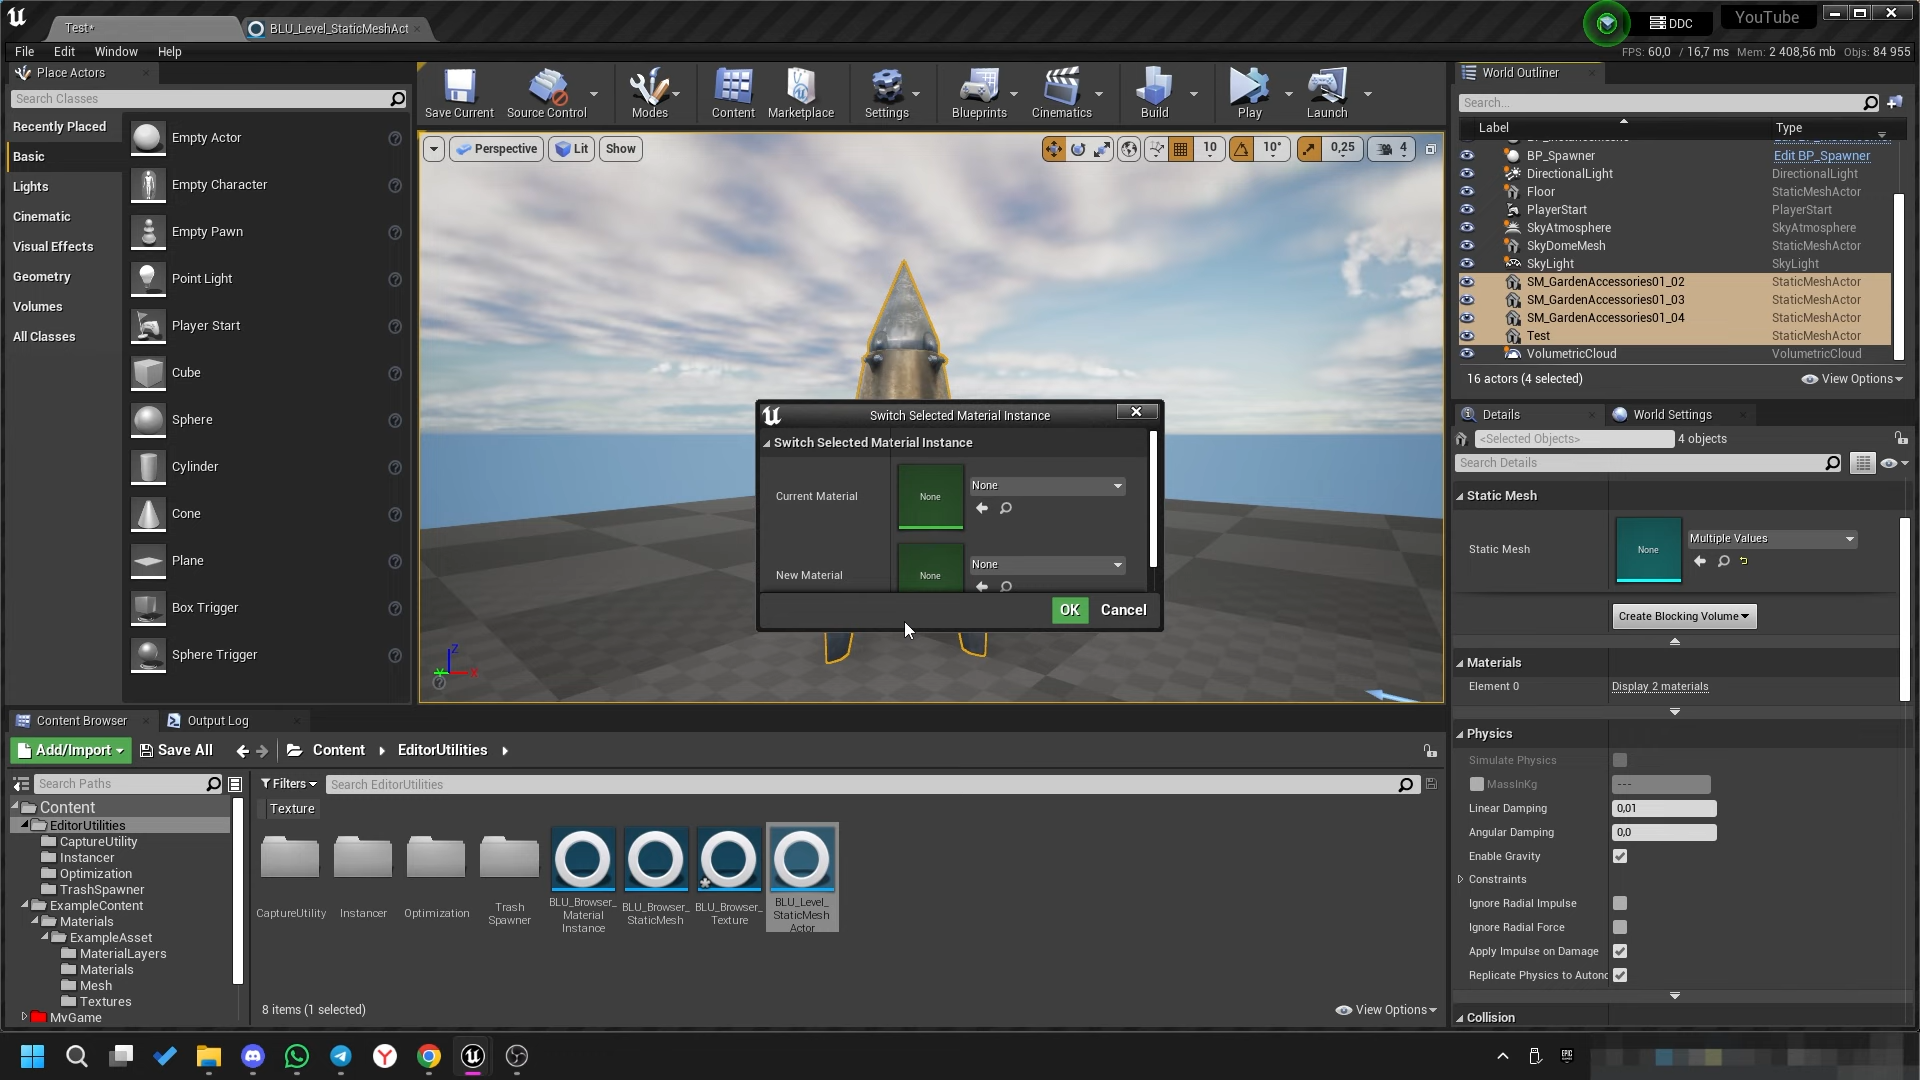 Test*
BLU_Level_StaticMeshAct
DDC
YouTube
File
Edit
Window
Help
FPS: 60,0 / 16,7 ms Mem: 2 408,56 mb Objs: 84 955
Place Actors
Search Classes
Recently Placed
Basic
Lights
Cinematic
Visual Effects
Geometry
Volumes
All Classes
Empty Actor
Empty Character
Empty Pawn
Point Light
Player Start
Cube
Sphere
Cylinder
Cone
Plane
Box Trigger
Sphere Trigger
Save Current
Source Control
Modes
Content
Marketplace
Settings
Blueprints
Cinematics
Build
Play
Launch
Perspective
Lit
Show
10
10°
0,25
4
Switch Selected Material Instance
Switch Selected Material Instance
Current Material
None
None
New Material
None
None
OK
Cancel
Z
X
World Outliner
Search...
Label
Type
BP_Spawner
Edit BP_Spawner
DirectionalLight
DirectionalLight
Floor
StaticMeshActor
PlayerStart
PlayerStart
SkyAtmosphere
SkyAtmosphere
SkyDomeMesh
StaticMeshActor
SkyLight
SkyLight
SM_GardenAccessories01_02
StaticMeshActor
SM_GardenAccessories01_03
StaticMeshActor
SM_GardenAccessories01_04
StaticMeshActor
Test
StaticMeshActor
VolumetricCloud
VolumetricCloud
16 actors (4 selected)
View Options
Details
World Settings
<Selected Objects>
4 objects
Search Details
Static Mesh
Static Mesh
None
Multiple Values
Create Blocking Volume
Materials
Element 0
Display 2 materials
Physics
Simulate Physics
MassInKg
---
Linear Damping
0,01
Angular Damping
0,0
Enable Gravity
Constraints
Ignore Radial Impulse
Ignore Radial Force
Apply Impulse on Damage
Replicate Physics to Autono
Collision
Content Browser
Output Log
Add/Import
Save All
Content
EditorUtilities
Search Paths
Filters
Search EditorUtilities
Texture
Content
EditorUtilities
CaptureUtility
Instancer
Optimization
TrashSpawner
ExampleContent
Materials
ExampleAsset
MaterialLayers
Materials
Mesh
Textures
MvGame
CaptureUtility
Instancer
Optimization
Trash
Spawner
BLU_Browser_
Material
Instance
BLU_Browser_
StaticMesh
BLU_Browser_
Texture
BLU_Level_
StaticMesh
Actor
8 items (1 selected)
View Options
EPIC